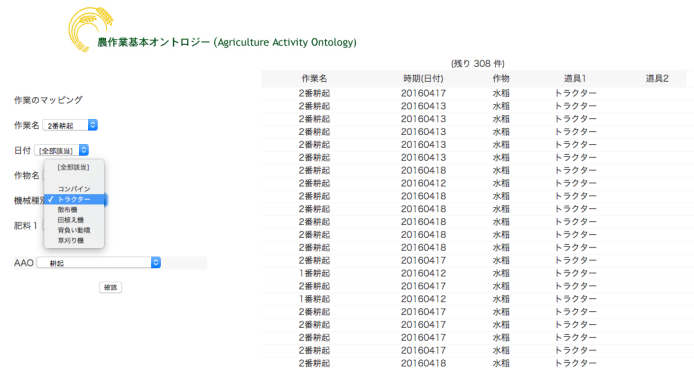 農作業基本オントロジー (Agriculture Activity Ontology)
(残り 308 件)
作業名 時期(日付) 作物 道具1 道具2
作業のマッピング
作業名 2番耕起
日付 [全部該当]
作物名
機械種別
肥料1
[全部該当]
コンバイン
✓ トラクター
散布機
田植え機
背負い動噴
草刈り機
AAO 耕起
確認
2番耕起 20160417 水稲 トラクター
2番耕起 20160413 水稲 トラクター
2番耕起 20160413 水稲 トラクター
2番耕起 20160413 水稲 トラクター
2番耕起 20160413 水稲 トラクター
2番耕起 20160413 水稲 トラクター
2番耕起 20160418 水稲 トラクター
2番耕起 20160412 水稲 トラクター
2番耕起 20160418 水稲 トラクター
2番耕起 20160418 水稲 トラクター
2番耕起 20160418 水稲 トラクター
2番耕起 20160418 水稲 トラクター
2番耕起 20160418 水稲 トラクター
2番耕起 20160417 水稲 トラクター
1番耕起 20160412 水稲 トラクター
2番耕起 20160417 水稲 トラクター
1番耕起 20160412 水稲 トラクター
2番耕起 20160417 水稲 トラクター
2番耕起 20160417 水稲 トラクター
2番耕起 20160417 水稲 トラクター
2番耕起 20160417 水稲 トラクター
2番耕起 20160418 水稲 トラクター